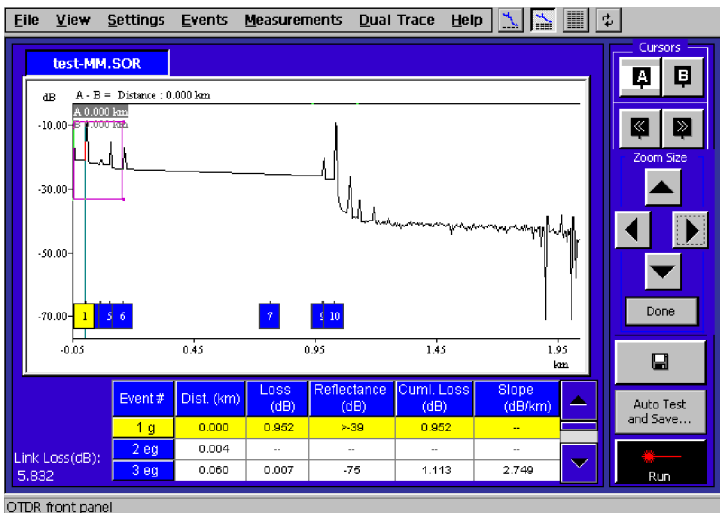 File View Settings Events Measurements Dual Trace Help
test-MM.SOR
dB A - B = Distance : 0.000 km
A 0.000 km
B 0.000 km
-10.00
-30.00
-50.00
-70.00
1 5 6 7 9 10
-0.05 0.45 0.95 1.45 1.95
km
Event# Dist. (km) Loss (dB) Reflectance (dB) Cuml. Loss (dB) Slope (dB/km)
1 g 0.000 0.952 >-39 0.952 --
2 eg 0.004 -- -- -- --
3 eg 0.060 0.007 -75 1.113 2.749
Link Loss(dB):
5.832
Cursors
A B
Zoom Size
Done
Auto Test
and Save...
Run
OTDR front panel